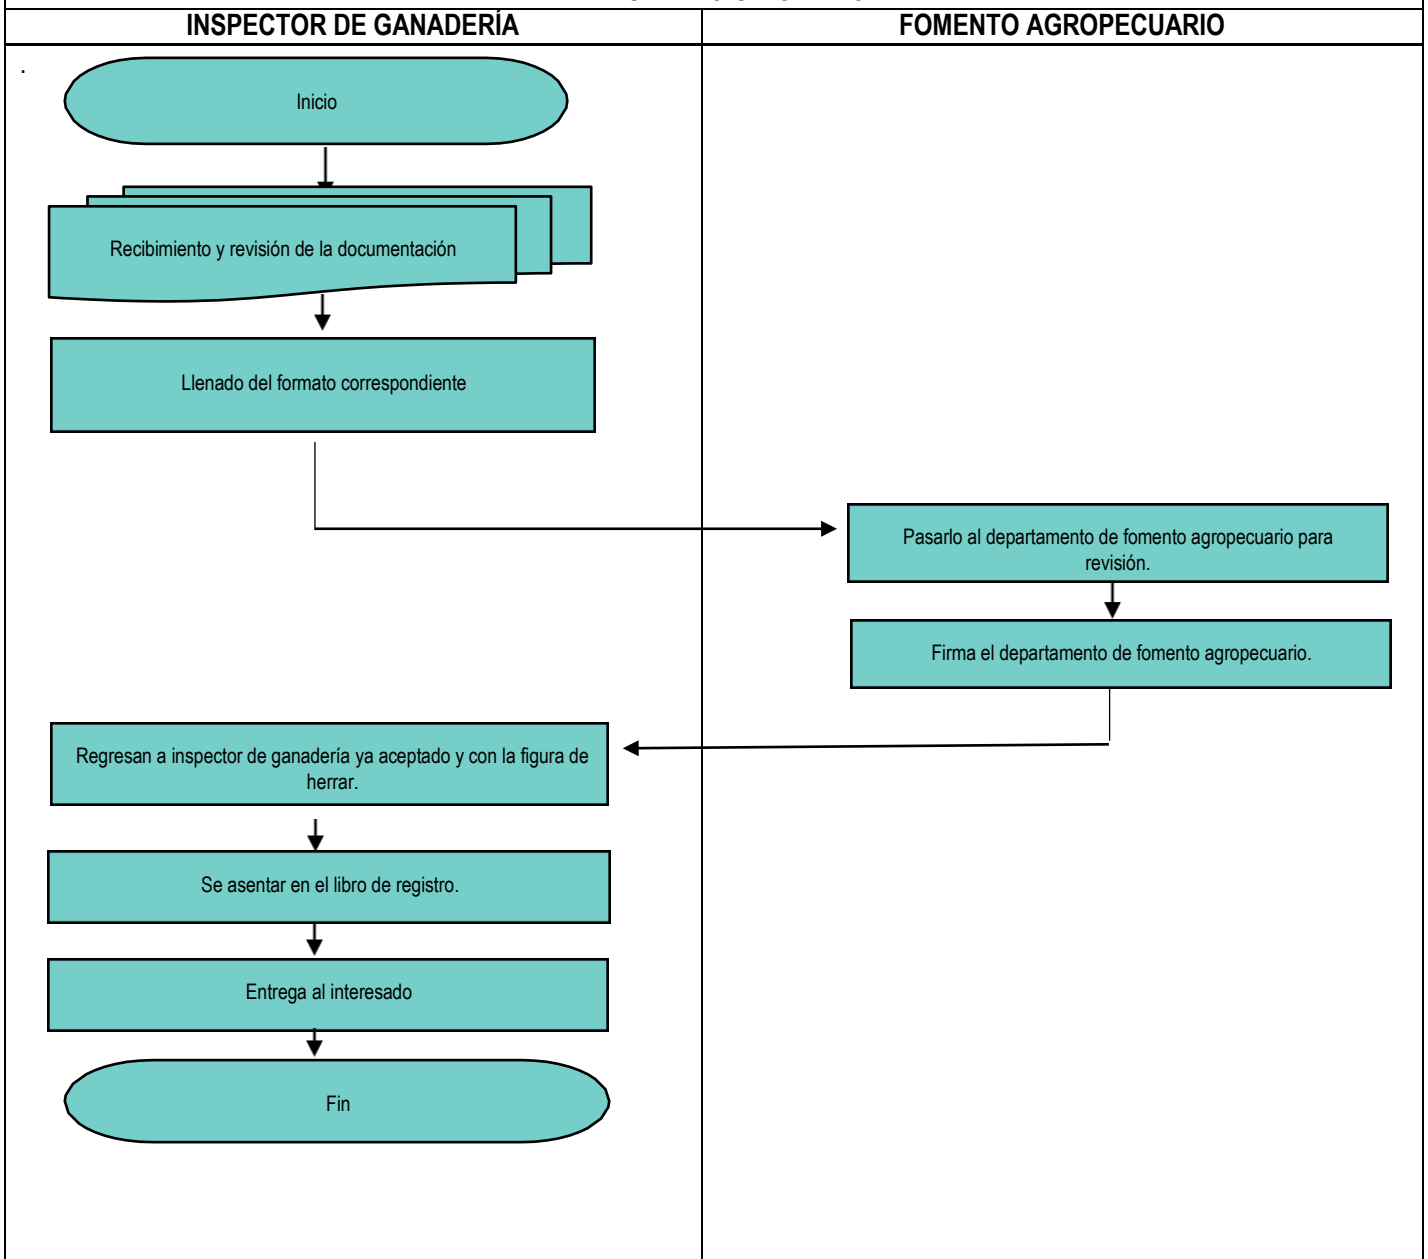 INSPECTOR DE GANADERÍA
FOMENTO AGROPECUARIO
.
Inicio
Recibimiento y revisión de la documentación
Llenado del formato correspondiente
Pasarlo al departamento de fomento agropecuario para
revisión.
Firma el departamento de fomento agropecuario.
Regresan a inspector de ganadería ya aceptado y con la figura de
herrar.
Se asentar en el libro de registro.
Entrega al interesado
Fin